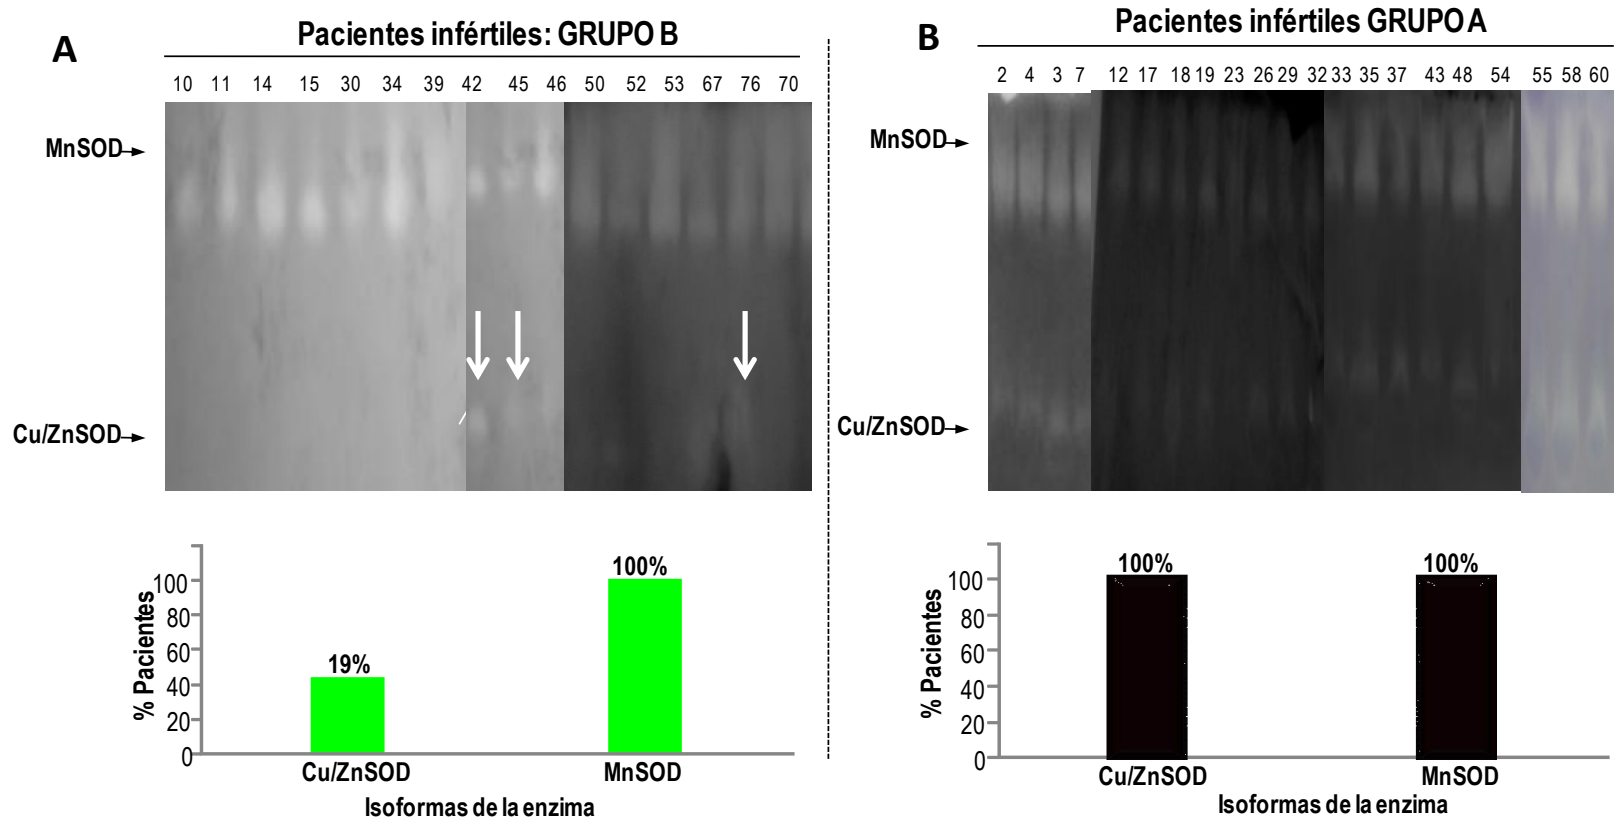 A
Pacientes infértiles: GRUPO B
10 11 14 15 30 34 39 42 45 46 50 52 53 67 76 70
MnSOD
Cu/ZnSOD
% Pacientes
100
80
60
40
20
0
19%
100%
Cu/ZnSOD MnSOD
Isoformas de la enzima
B
Pacientes infértiles GRUPO A
2 4 3 7 12 17 18 19 23 26 29 32 33 35 37 43 48 54 55 58 60
MnSOD
Cu/ZnSOD
% Pacientes
100
80
60
40
20
0
100%
100%
Cu/ZnSOD MnSOD
Isoformas de la enzima